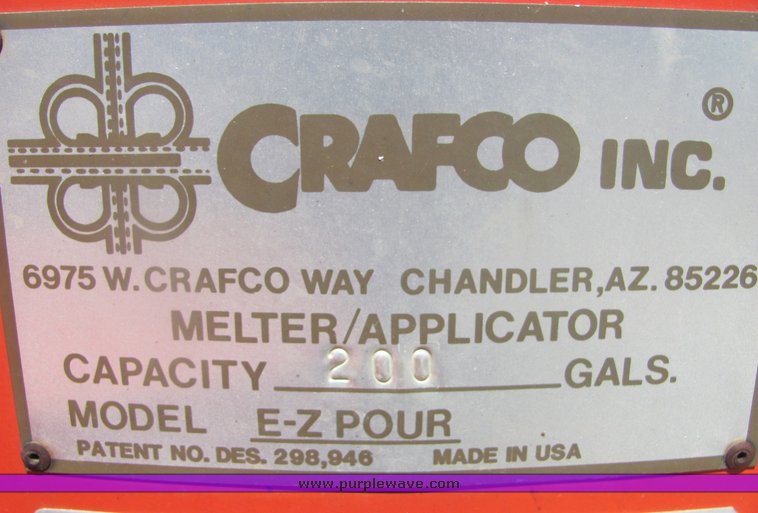 CRAFCO INC.®
6975 W. CRAFCO WAY CHANDLER, AZ. 85226
MELTER/APPLICATOR
CAPACITY 200 GALS.
MODEL E-Z POUR
PATENT NO. DES. 298,946 MADE IN USA
www.purplewave.com